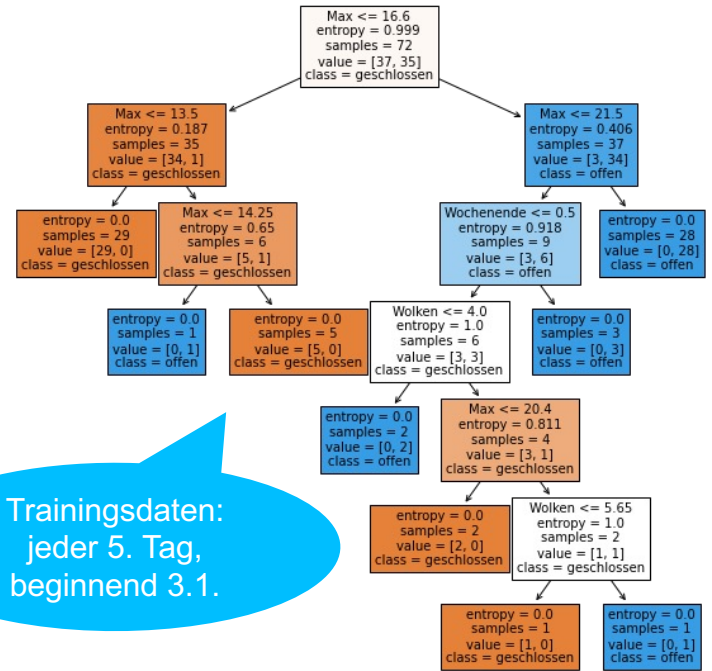 Max <= 16.6
entropy = 0.999
samples = 72
value = [37, 35]
class = geschlossen
Max <= 13.5
entropy = 0.187
samples = 35
value = [34, 1]
class = geschlossen
Max <= 21.5
entropy = 0.406
samples = 37
value = [3, 34]
class = offen
entropy = 0.0
samples = 29
value = [29, 0]
class = geschlossen
Max <= 14.25
entropy = 0.65
samples = 6
value = [5, 1]
class = geschlossen
Wochenende <= 0.5
entropy = 0.918
samples = 9
value = [3, 6]
class = offen
entropy = 0.0
samples = 28
value = [0, 28]
class = offen
entropy = 0.0
samples = 1
value = [0, 1]
class = offen
entropy = 0.0
samples = 5
value = [5, 0]
class = geschlossen
Wolken <= 4.0
entropy = 1.0
samples = 6
value = [3, 3]
class = geschlossen
entropy = 0.0
samples = 3
value = [0, 3]
class = offen
entropy = 0.0
samples = 2
value = [0, 2]
class = offen
Max <= 20.4
entropy = 0.811
samples = 4
value = [3, 1]
class = geschlossen
entropy = 0.0
samples = 2
value = [2, 0]
class = geschlossen
Wolken <= 5.65
entropy = 1.0
samples = 2
value = [1, 1]
class = geschlossen
entropy = 0.0
samples = 1
value = [1, 0]
class = geschlossen
entropy = 0.0
samples = 1
value = [0, 1]
class = offen
Trainingsdaten:
jeder 5. Tag,
beginnend 3.1.